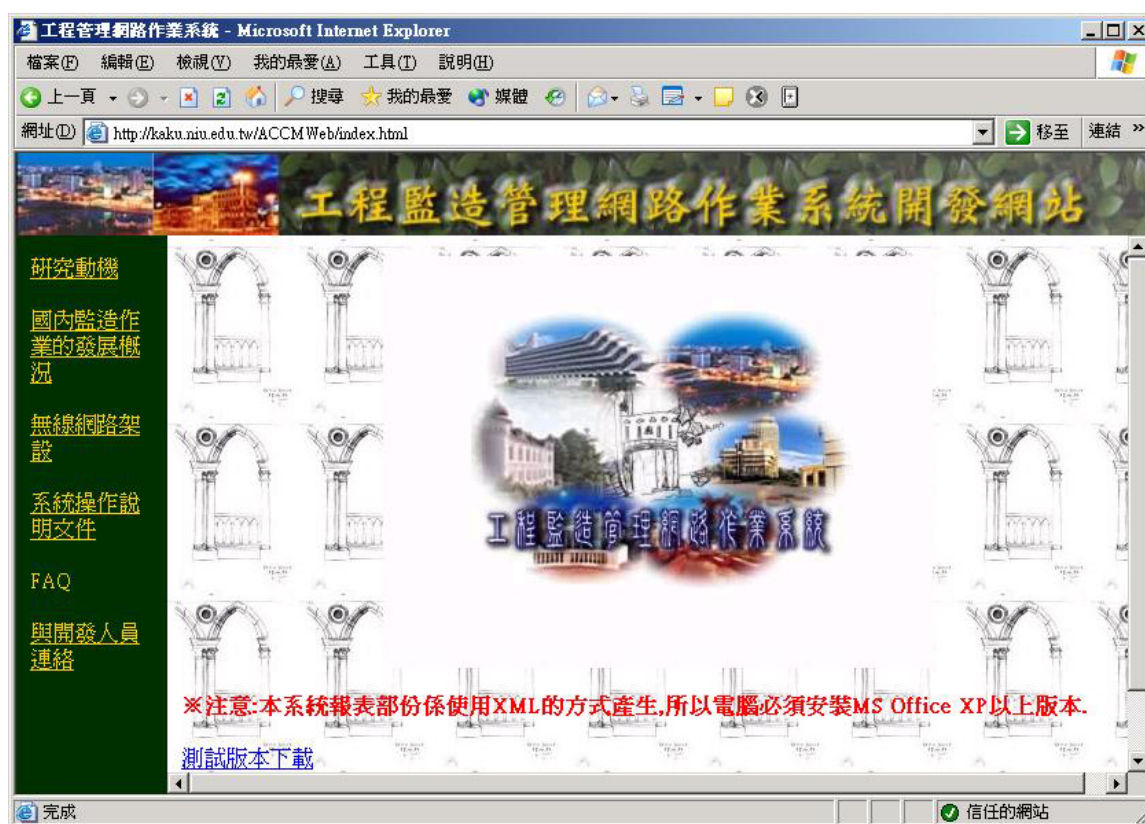 工程管理網路作業系統 - Microsoft Internet Explorer
檔案(F) 編輯(E) 檢視(V) 我的最愛(A) 工具(T) 說明(H)
上一頁 搜尋 我的最愛 媒體
網址(D) http://kaku.niu.edu.tw/ACCMWeb/index.html 移至 連結 »
工程監造管理網路作業系統開發網站
研究動機
國內監造作
業的發展概
況
無線網路架
設
系統操作說
明文件
FAQ
與開發人員
連絡
工程監造管理網路作業系統
※注意:本系統報表部份係使用XML的方式產生,所以電腦必須安裝MS Office XP以上版本.
測試版本下載
完成 信任的網站